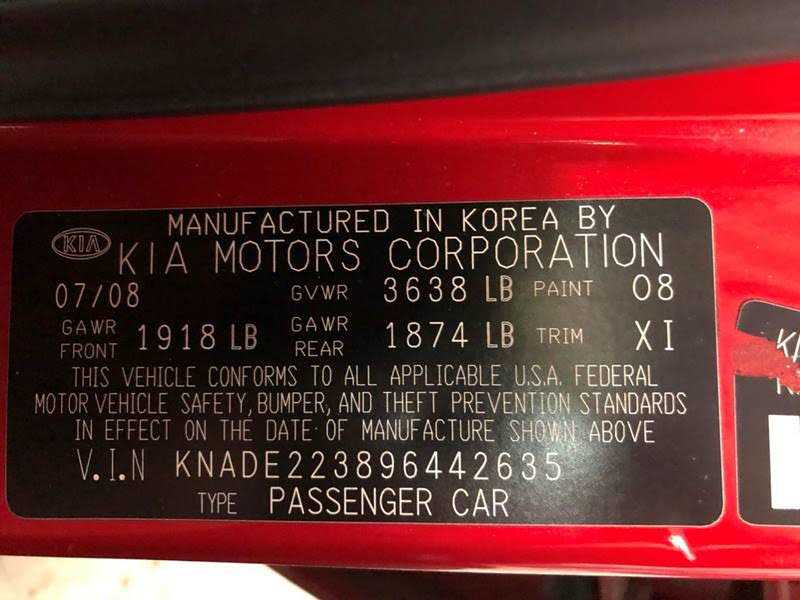 MANUFACTURED IN KOREA BY
KIA
KIA MOTORS CORPORATION
07/08 GVWR 3638 LB PAINT 08
GAWR FRONT 1918 LB GAWR REAR 1874 LB TRIM XI
THIS VEHICLE CONFORMS TO ALL APPLICABLE U.S.A. FEDERAL
MOTOR VEHICLE SAFETY, BUMPER, AND THEFT PREVENTION STANDARDS
IN EFFECT ON THE DATE OF MANUFACTURE SHOWN ABOVE
V.I.N KNADE223896442635
TYPE PASSENGER CAR